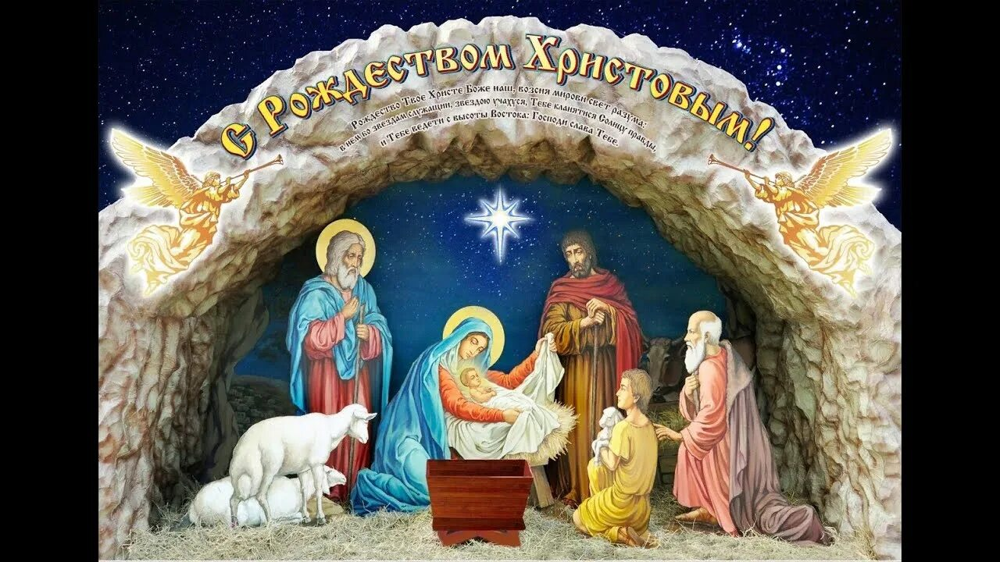 С Рождеством Христовым!
Рождество Твое Христе Боже наш, возсия мирови свет разума:
в нем бо звездам служащии, звездою учахуся, Тебе кланятися Солнцу правды,
и Тебе ведети с высоты Востока: Господи слава Тебе.